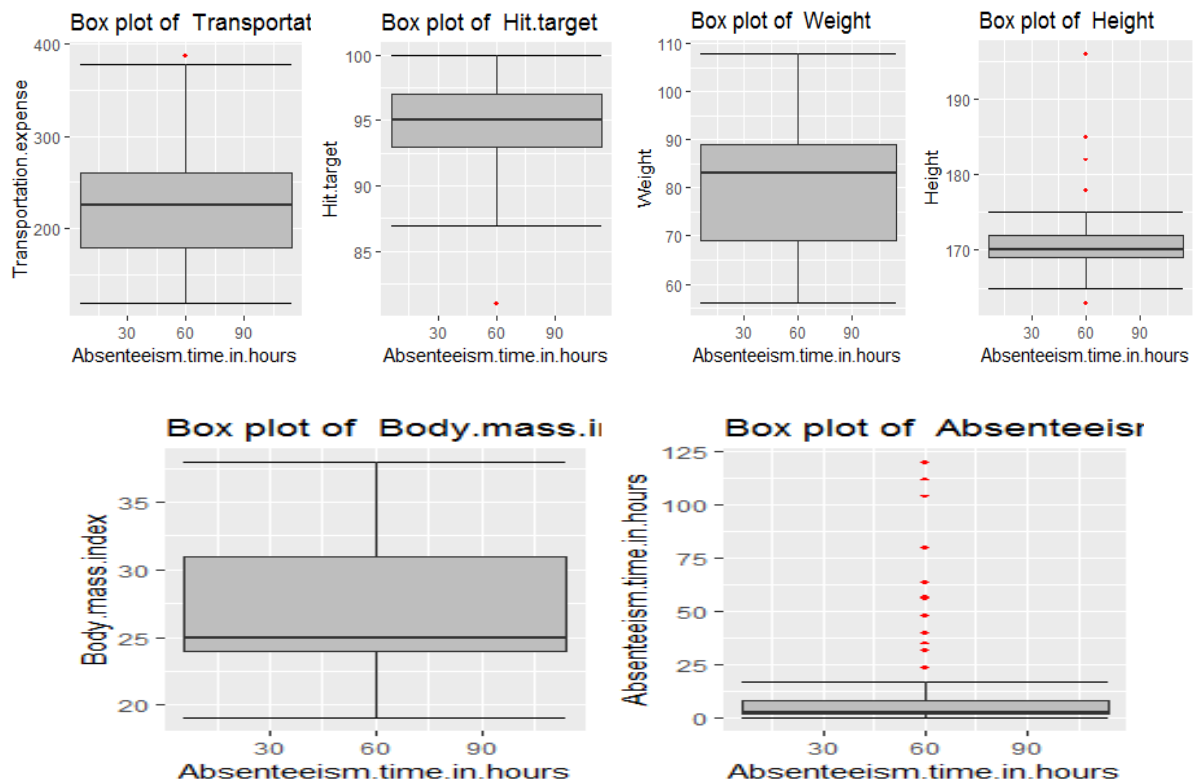 Box plot of Transportat
Transportation.expense
400
300
200
30 60 90
Absenteeism.time.in.hours
Box plot of Hit.target
Hit.target
100
95
90
85
30 60 90
Absenteeism.time.in.hours
Box plot of Weight
Weight
110
100
90
80
70
60
30 60 90
Absenteeism.time.in.hours
Box plot of Height
Height
190
180
170
30 60 90
Absenteeism.time.in.hours
Box plot of Body.mass.i
Body.mass.index
35
30
25
20
30 60 90
Absenteeism.time.in.hours
Box plot of Absenteeis
Absenteeism.time.in.hours
125
100
75
50
25
0
30 60 90
Absenteeism.time.in.hours